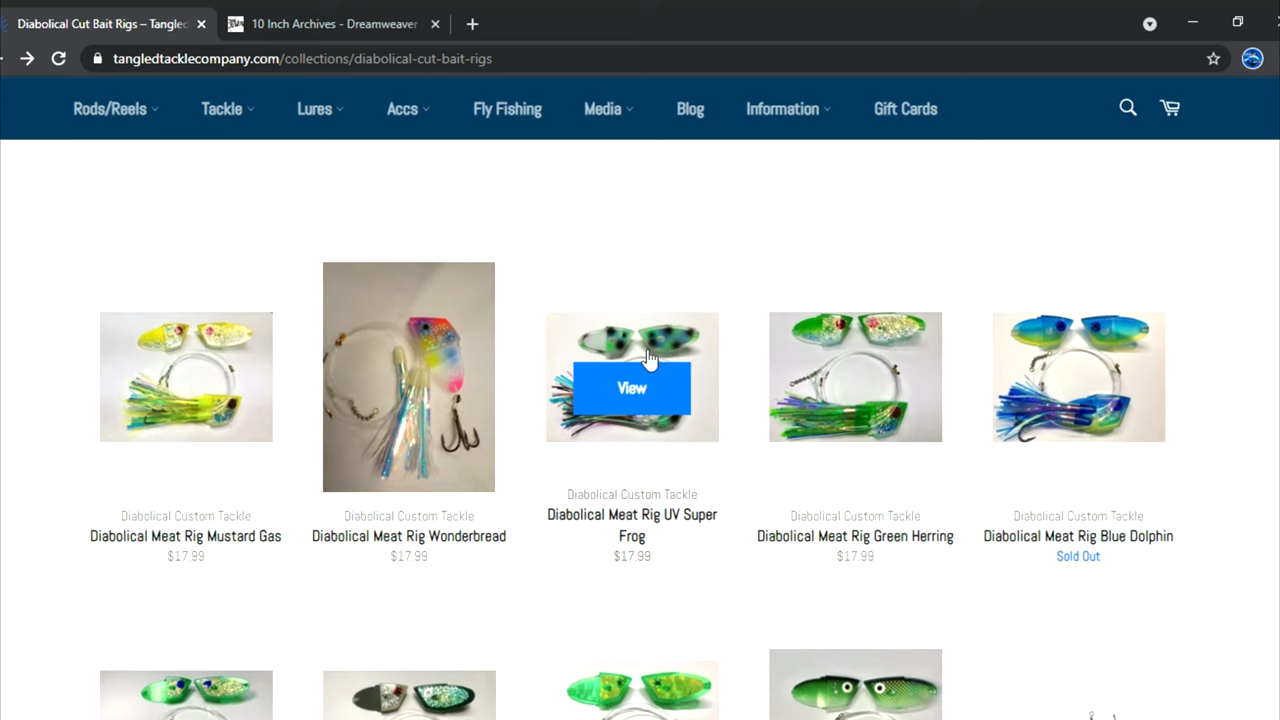 Diabolical Cut Bait Rigs – Tangled
10 Inch Archives - Dreamweaver
tangledtacklecompany.com/collections/diabolical-cut-bait-rigs
Rods/Reels Tackle Lures Accs Fly Fishing Media Blog Information Gift Cards
View
Diabolical Custom Tackle
Diabolical Meat Rig Mustard Gas
$17.99
Diabolical Custom Tackle
Diabolical Meat Rig Wonderbread
$17.99
Diabolical Custom Tackle
Diabolical Meat Rig UV Super
Frog
$17.99
Diabolical Custom Tackle
Diabolical Meat Rig Green Herring
$17.99
Diabolical Custom Tackle
Diabolical Meat Rig Blue Dolphin
Sold Out